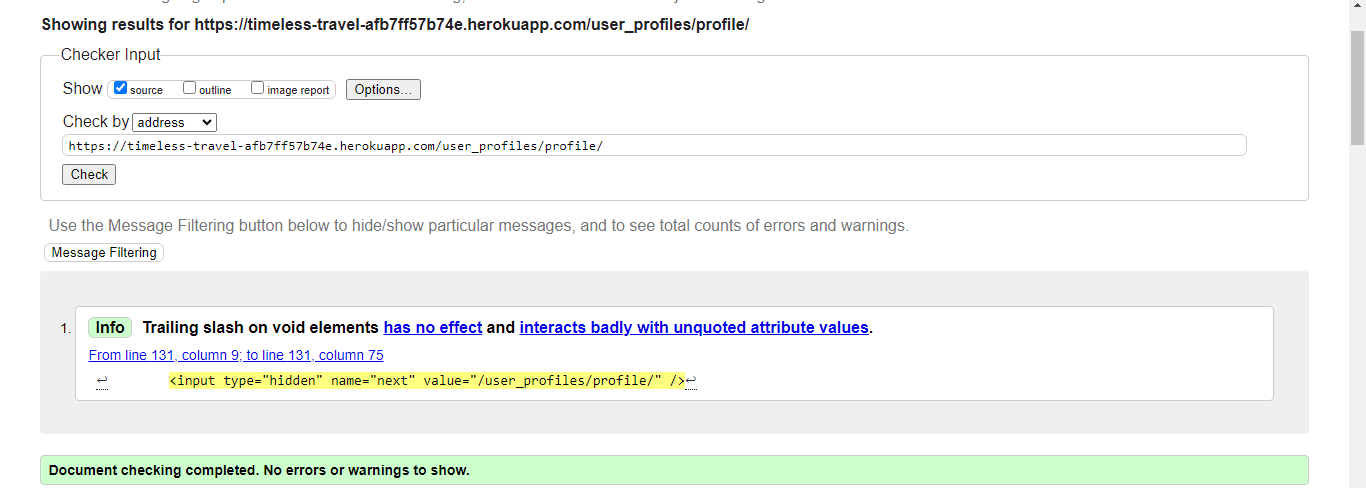 Showing results for https://timeless-travel-afb7ff57b74e.herokuapp.com/user_profiles/profile/
Checker Input
Show source outline image report Options...
Check by address
https://timeless-travel-afb7ff57b74e.herokuapp.com/user_profiles/profile/
Check
Use the Message Filtering button below to hide/show particular messages, and to see total counts of errors and warnings.
Message Filtering
1. Info Trailing slash on void elements has no effect and interacts badly with unquoted attribute values.
From line 131, column 9; to line 131, column 75
↩ <input type="hidden" name="next" value="/user_profiles/profile/" />↩
Document checking completed. No errors or warnings to show.